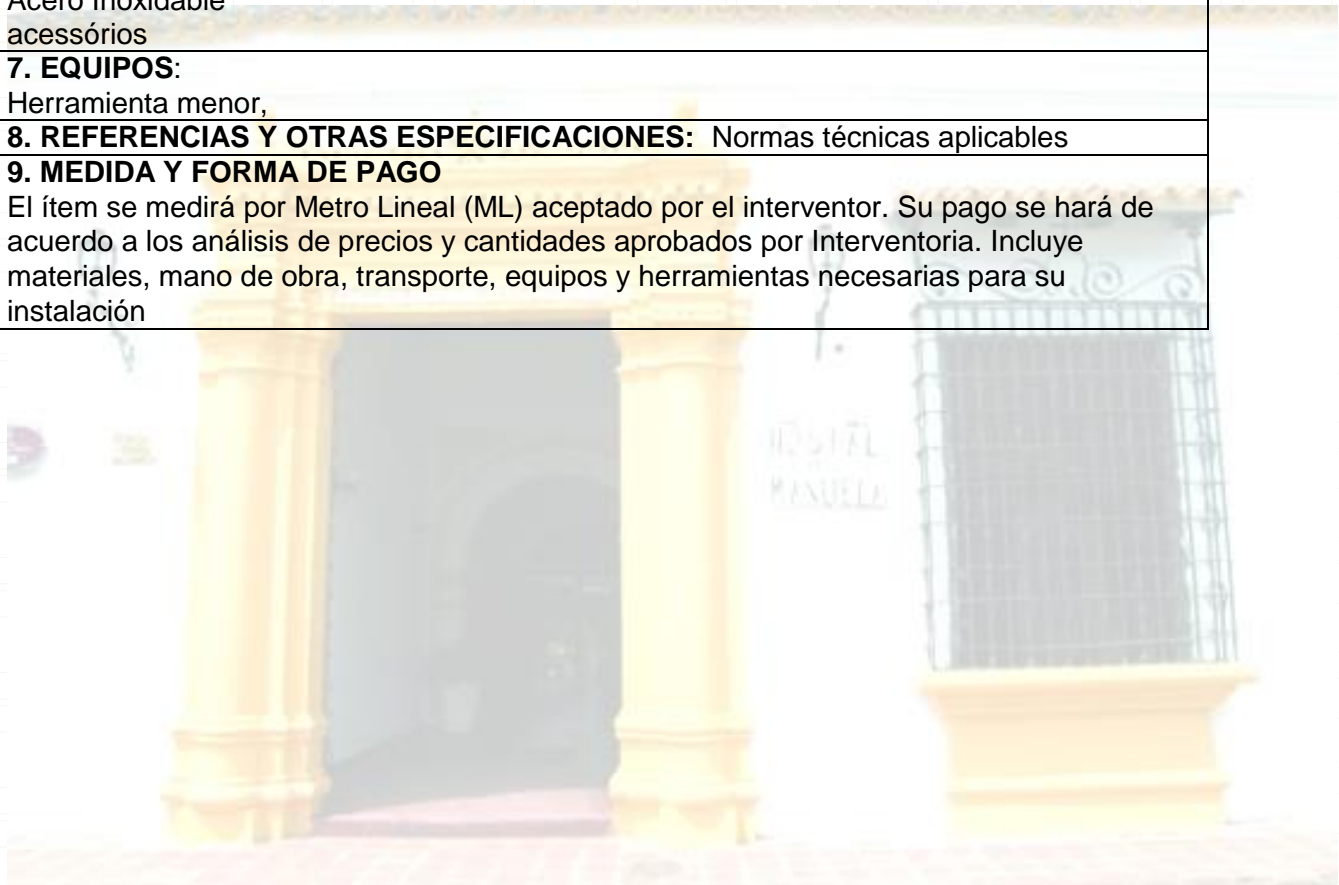 Acero Inoxidable
acessórios
7. EQUIPOS:
Herramienta menor,
8. REFERENCIAS Y OTRAS ESPECIFICACIONES: Normas técnicas aplicables
9. MEDIDA Y FORMA DE PAGO
El ítem se medirá por Metro Lineal (ML) aceptado por el interventor. Su pago se hará de
acuerdo a los análisis de precios y cantidades aprobados por Interventoria. Incluye
materiales, mano de obra, transporte, equipos y herramientas necesarias para su
instalación
HOSTAL
MANUELA